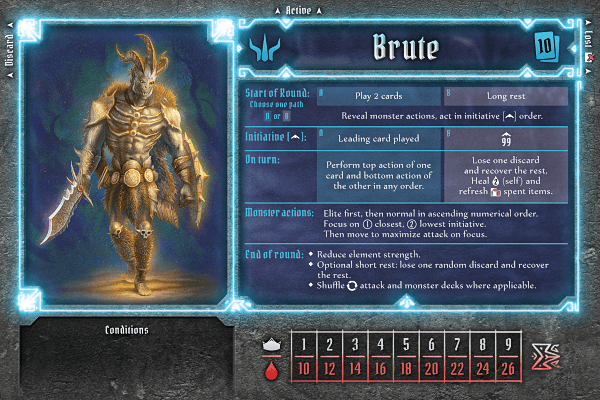 Active
Discard
Lost
Brute
10
Start of Round:
Choose one path
A or B
A Play 2 cards
B Long rest
Reveal monster actions, act in initiative order.
Initiative
A Leading card played
B 99
On turn:
Perform top action of one
card and bottom action of
the other in any order.
Lose one discard
and recover the rest.
Heal 2 (self) and
refresh spent items.
Monster actions:
Elite first, then normal in ascending numerical order.
Focus on ① closest, ② lowest initiative.
Then move to maximize attack on focus.
End of round:
◆ Reduce element strength.
◆ Optional short rest: lose one random discard and recover
the rest.
◆ Shuffle attack and monster decks where applicable.
Conditions
1 2 3 4 5 6 7 8 9
10 12 14 16 18 20 22 24 26